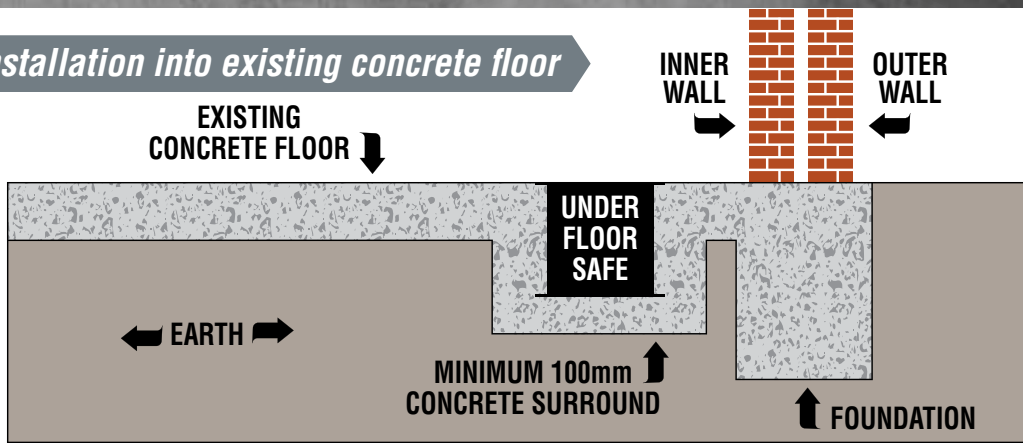 stallation into existing concrete floor
INNER
WALL
OUTER
WALL
EXISTING
CONCRETE FLOOR
UNDER
FLOOR
SAFE
EARTH
MINIMUM 100mm
CONCRETE SURROUND
FOUNDATION